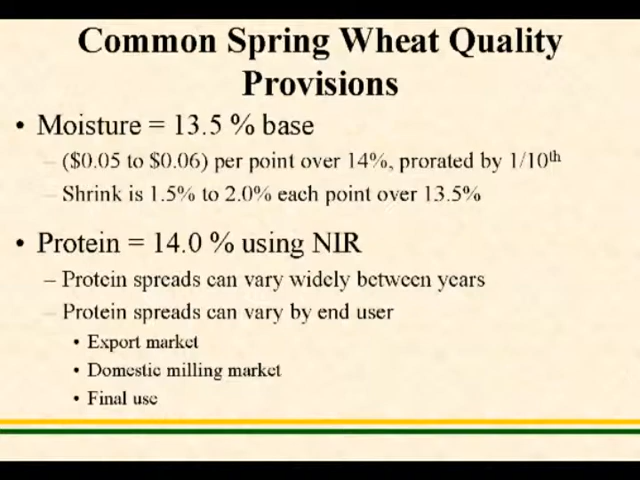 Common Spring Wheat Quality
Provisions
• Moisture = 13.5 % base
– ($0.05 to $0.06) per point over 14%, prorated by 1/10th
– Shrink is 1.5% to 2.0% each point over 13.5%
• Protein = 14.0 % using NIR
– Protein spreads can vary widely between years
– Protein spreads can vary by end user
• Export market
• Domestic milling market
• Final use